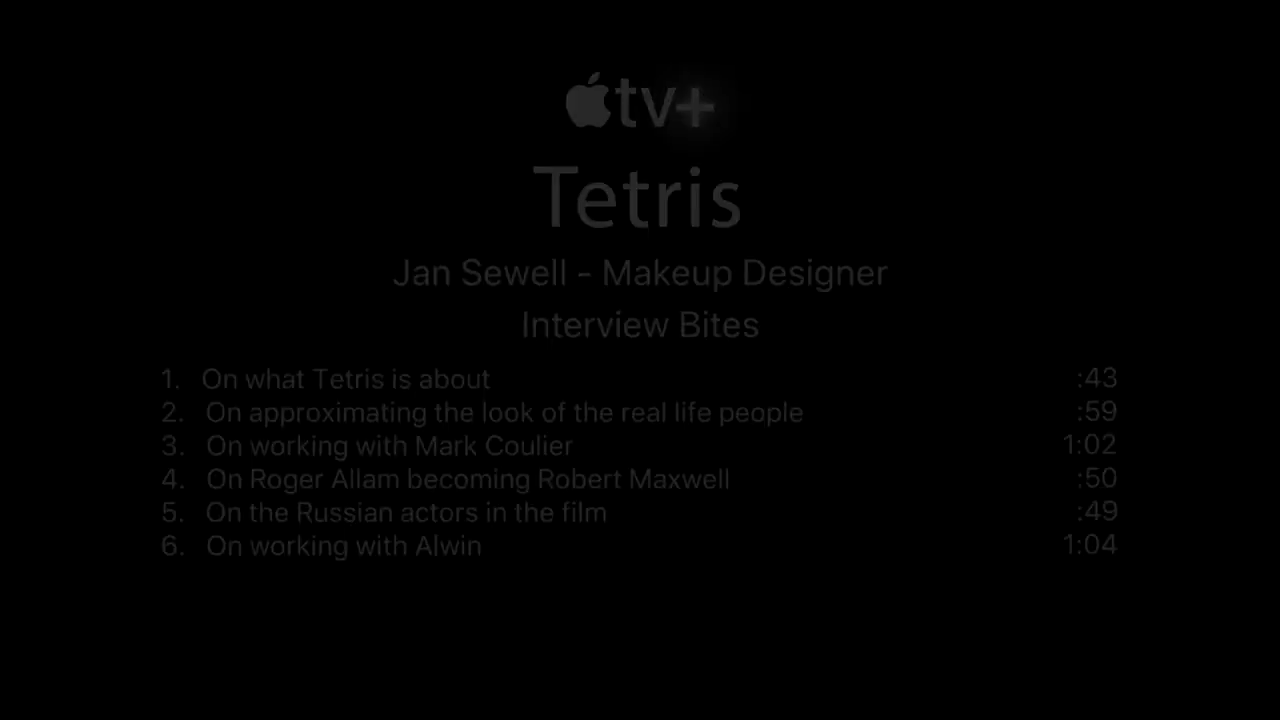 tv+
Tetris
Jan Sewell - Makeup Designer
Interview Bites
1. On what Tetris is about :43
2. On approximating the look of the real life people :59
3. On working with Mark Coulier 1:02
4. On Roger Allam becoming Robert Maxwell :50
5. On the Russian actors in the film :49
6. On working with Alwin 1:04